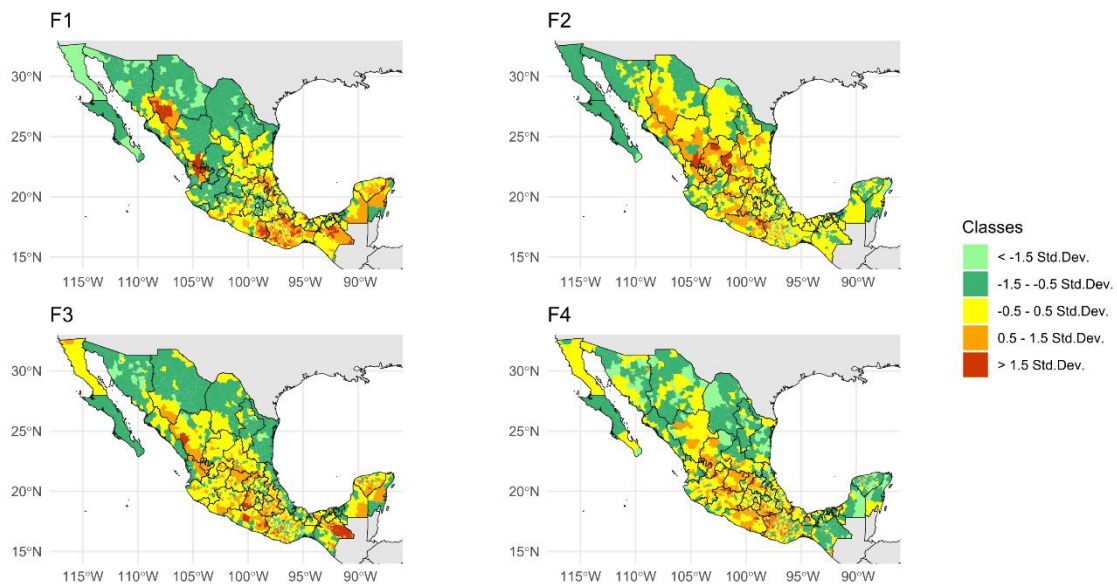 F1
F2
30°N
25°N
20°N
15°N
115°W 110°W 105°W 100°W 95°W 90°W
30°N
25°N
20°N
15°N
115°W 110°W 105°W 100°W 95°W 90°W
F3
F4
30°N
25°N
20°N
15°N
115°W 110°W 105°W 100°W 95°W 90°W
30°N
25°N
20°N
15°N
115°W 110°W 105°W 100°W 95°W 90°W
Classes
< -1.5 Std.Dev.
-1.5 - -0.5 Std.Dev.
-0.5 - 0.5 Std.Dev.
0.5 - 1.5 Std.Dev.
> 1.5 Std.Dev.